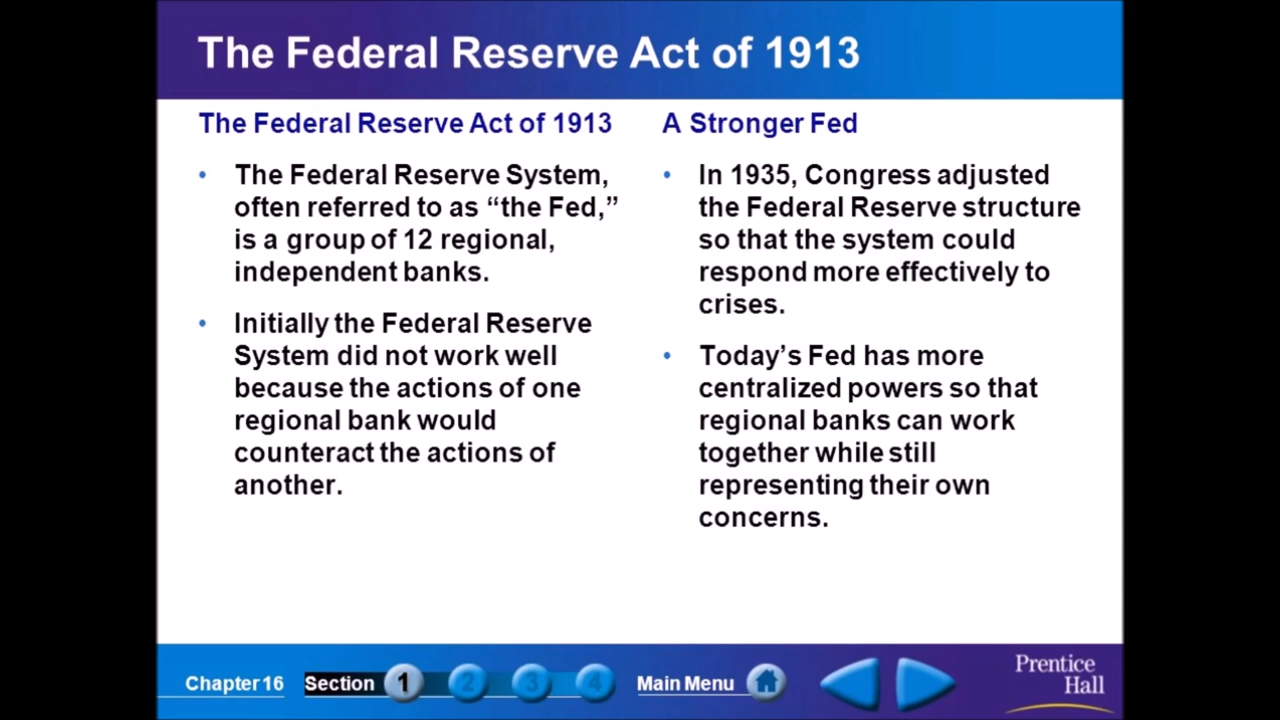 The Federal Reserve Act of 1913
The Federal Reserve Act of 1913
• The Federal Reserve System,
often referred to as “the Fed,”
is a group of 12 regional,
independent banks.
• Initially the Federal Reserve
System did not work well
because the actions of one
regional bank would
counteract the actions of
another.
A Stronger Fed
• In 1935, Congress adjusted
the Federal Reserve structure
so that the system could
respond more effectively to
crises.
• Today’s Fed has more
centralized powers so that
regional banks can work
together while still
representing their own
concerns.
Chapter 16 Section 1 2 3 4 Main Menu
Prentice
Hall